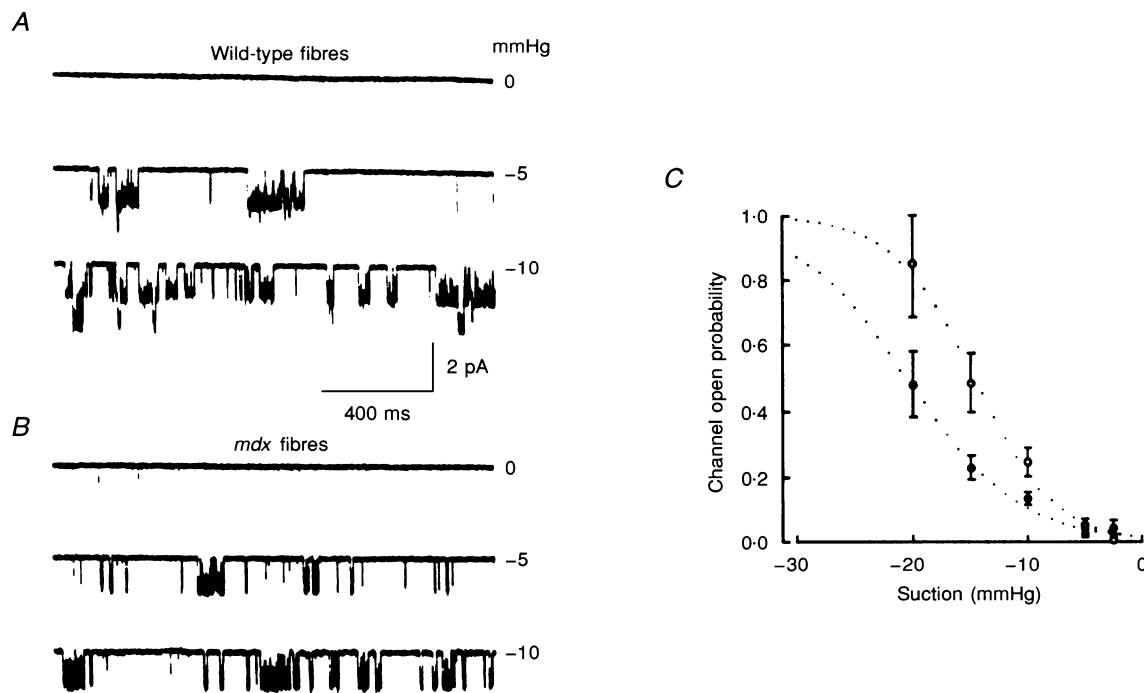 A
Wild-type fibres
mmHg
0
−5
−10
2 pA
400 ms
B
mdx fibres
0
−5
−10
C
Channel open probability
1·0
0·8
0·6
0·4
0·2
0·0
−30
−20
−10
0
Suction (mmHg)